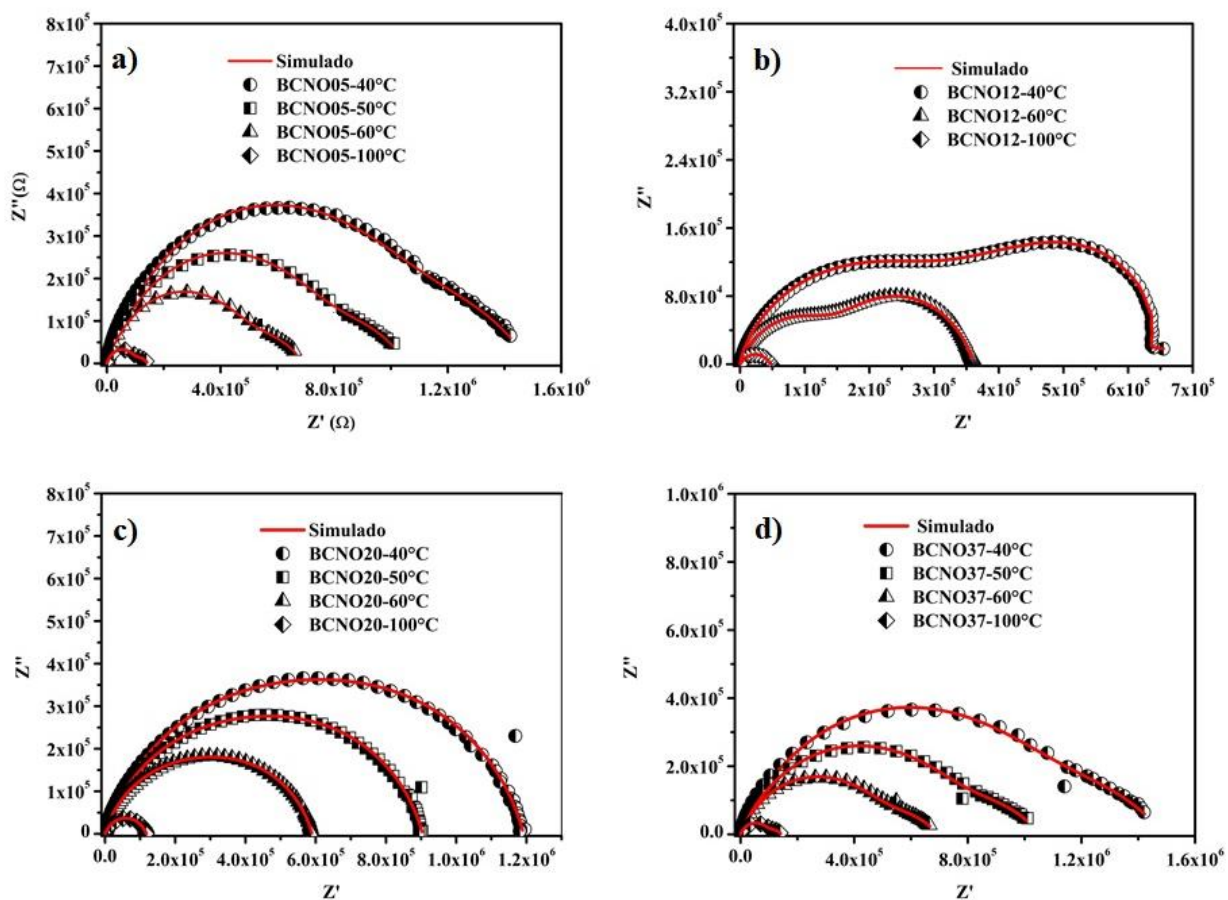 a)
8x10⁵
7x10⁵
6x10⁵
5x10⁵
4x10⁵
3x10⁵
2x10⁵
1x10⁵
0
Z''(Ω)
Simulado
BCNO05-40°C
BCNO05-50°C
BCNO05-60°C
BCNO05-100°C
0.0 4.0x10⁵ 8.0x10⁵ 1.2x10⁶ 1.6x10⁶
Z' (Ω)
b)
4.0x10⁵
3.2x10⁵
2.4x10⁵
1.6x10⁵
8.0x10⁴
0.0
Z''
Simulado
BCNO12-40°C
BCNO12-60°C
BCNO12-100°C
0 1x10⁵ 2x10⁵ 3x10⁵ 4x10⁵ 5x10⁵ 6x10⁵ 7x10⁵
Z'
c)
8x10⁵
7x10⁵
6x10⁵
5x10⁵
4x10⁵
3x10⁵
2x10⁵
1x10⁵
0
Z''
Simulado
BCNO20-40°C
BCNO20-50°C
BCNO20-60°C
BCNO20-100°C
0.0 2.0x10⁵ 4.0x10⁵ 6.0x10⁵ 8.0x10⁵ 1.0x10⁶ 1.2x10⁶
Z'
d)
1.0x10⁶
8.0x10⁵
6.0x10⁵
4.0x10⁵
2.0x10⁵
0.0
Z''
Simulado
BCNO37-40°C
BCNO37-50°C
BCNO37-60°C
BCNO37-100°C
0.0 4.0x10⁵ 8.0x10⁵ 1.2x10⁶ 1.6x10⁶
Z'